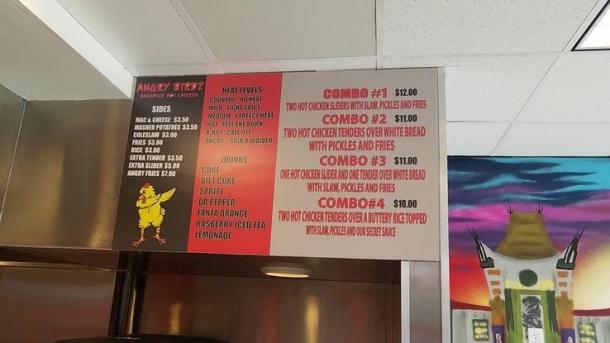 ANGRY BIRDZ
NASHVILLE HOT CHICKEN
SIDES
MAC & CHEESE $3.50
MASHED POTATOES $3.50
COLESLAW $3.00
FRIES $3.00
RICE $3.00
EXTRA TENDER $3.50
EXTRA SLIDER $5.00
ANGRY FRIES $7.00
HEAT LEVELS
COUNTRY - NO HEAT
MILD - LIGHT SPICE
MEDIUM - PERFECT HEAT
HOT - FEEL THE BURN
X HOT - CALL 911
ANGRY - SIGN A WAIVER
DRINKS
COKE
DIET COKE
SPRITE
DR PEPPER
FANTA ORANGE
RASBERRY ICED TEA
LEMONADE
COMBO #1 $12.00
TWO HOT CHICKEN SLIDERS WITH SLAW, PICKLES AND FRIES
COMBO #2 $11.00
TWO HOT CHICKEN TENDERS OVER WHITE BREAD
WITH PICKLES AND FRIES
COMBO #3 $11.00
ONE HOT CHICKEN SLIDER AND ONE TENDER OVER WHITE BREAD
WITH SLAW, PICKLES AND FRIES
COMBO#4 $10.00
TWO HOT CHICKEN TENDERS OVER A BUTTERY RICE TOPPED
WITH SLAW, PICKLES AND OUR SECRET SAUCE